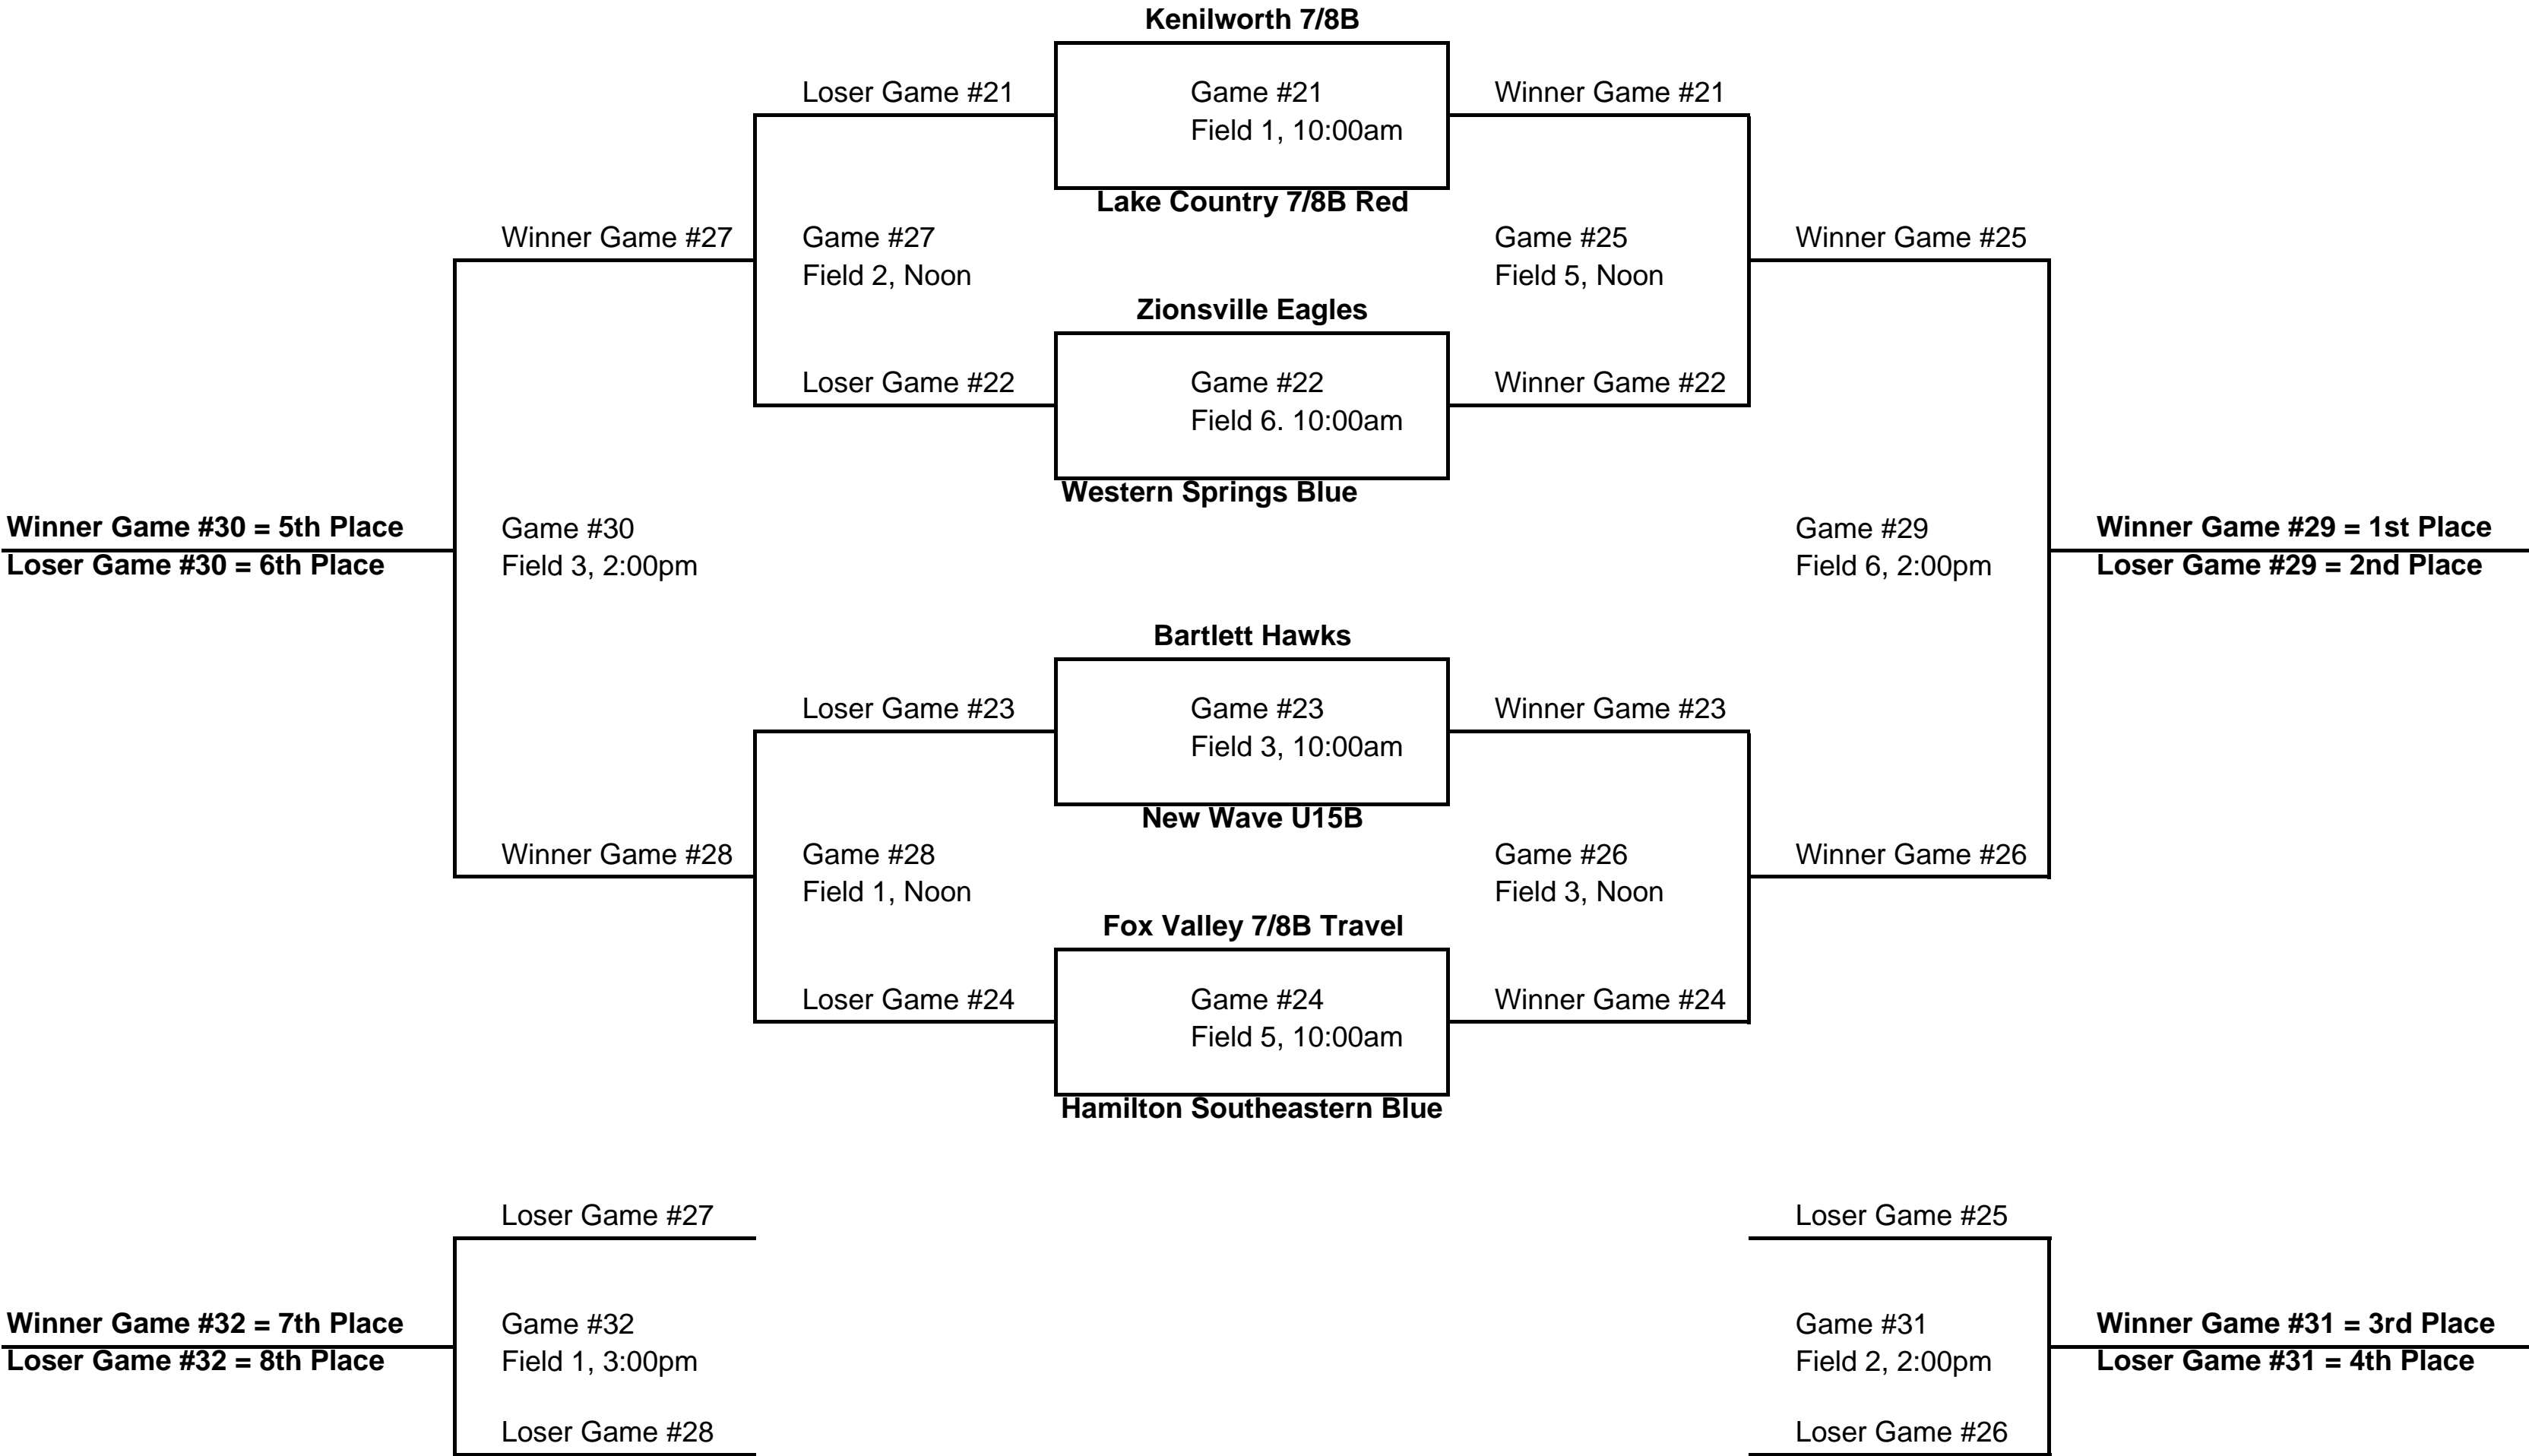 Kenilworth 7/8B
Loser Game #21
Game #21
Winner Game #21
Field 1, 10:00am
Lake Country 7/8B Red
Winner Game #27
Game #27
Game #25
Winner Game #25
Field 2, Noon
Field 5, Noon
Zionsville Eagles
Loser Game #22
Game #22
Winner Game #22
Field 6. 10:00am
Western Springs Blue
Winner Game #30 = 5th Place
Game #30
Game #29
Winner Game #29 = 1st Place
Loser Game #30 = 6th Place
Field 3, 2:00pm
Field 6, 2:00pm
Loser Game #29 = 2nd Place
Bartlett Hawks
Loser Game #23
Game #23
Winner Game #23
Field 3, 10:00am
New Wave U15B
Winner Game #28
Game #28
Game #26
Winner Game #26
Field 1, Noon
Field 3, Noon
Fox Valley 7/8B Travel
Loser Game #24
Game #24
Winner Game #24
Field 5, 10:00am
Hamilton Southeastern Blue
Loser Game #27
Loser Game #25
Winner Game #32 = 7th Place
Game #32
Game #31
Winner Game #31 = 3rd Place
Loser Game #32 = 8th Place
Field 1, 3:00pm
Field 2, 2:00pm
Loser Game #31 = 4th Place
Loser Game #28
Loser Game #26